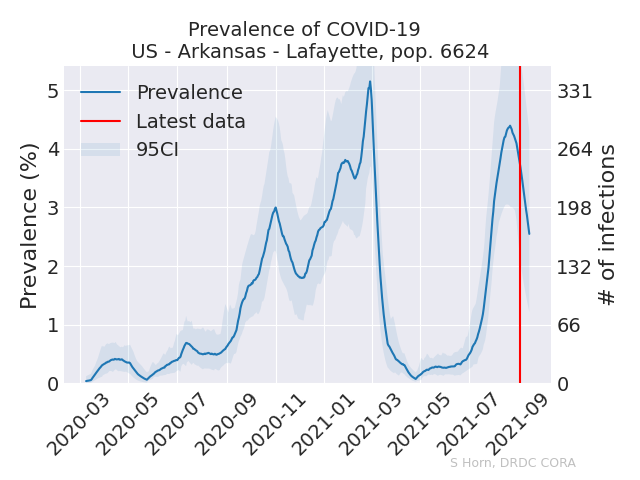 Prevalence of COVID-19
US - Arkansas - Lafayette, pop. 6624
Prevalence
Latest data
95CI
Prevalence (%)
5
4
3
2
1
0
331
264
198
132
66
0
# of infections
2020-03
2020-05
2020-07
2020-09
2020-11
2021-01
2021-03
2021-05
2021-07
2021-09
S Horn, DRDC CORA